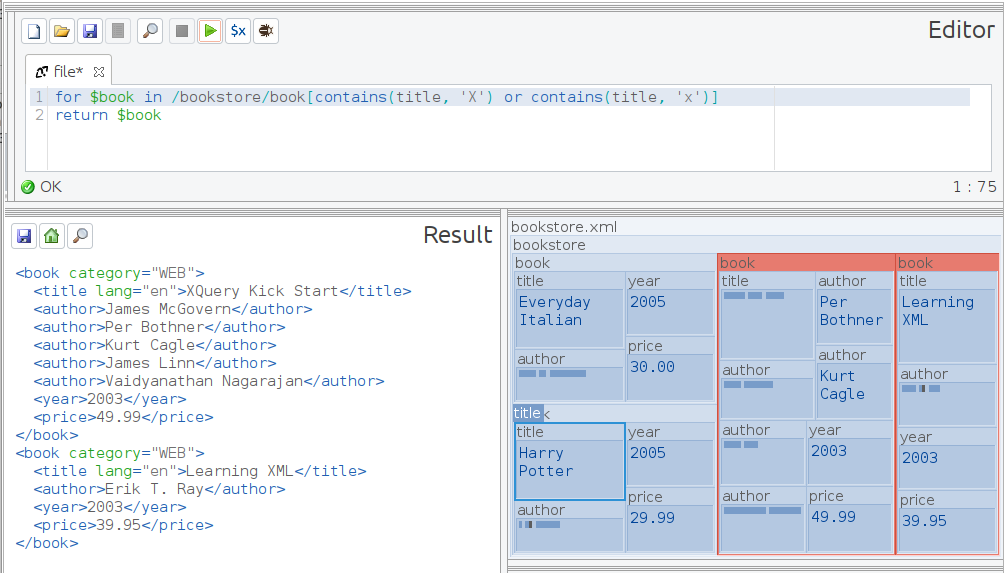 Editor
$x
file*
1 for $book in /bookstore/book[contains(title, 'X') or contains(title, 'x')]
2 return $book
OK
1 : 75
Result
<book category="WEB">
  <title lang="en">XQuery Kick Start</title>
  <author>James McGovern</author>
  <author>Per Bothner</author>
  <author>Kurt Cagle</author>
  <author>James Linn</author>
  <author>Vaidyanathan Nagarajan</author>
  <year>2003</year>
  <price>49.99</price>
</book>
<book category="WEB">
  <title lang="en">Learning XML</title>
  <author>Erik T. Ray</author>
  <year>2003</year>
  <price>39.95</price>
</book>
bookstore.xml
bookstore
book
title
Everyday
Italian
year
2005
author
price
30.00
title k
title
Harry
Potter
year
2005
author
price
29.99
book
title
author
Per
Bothner
author
author
Kurt
Cagle
author
year
2003
author
price
49.99
book
title
Learning
XML
author
year
2003
price
39.95